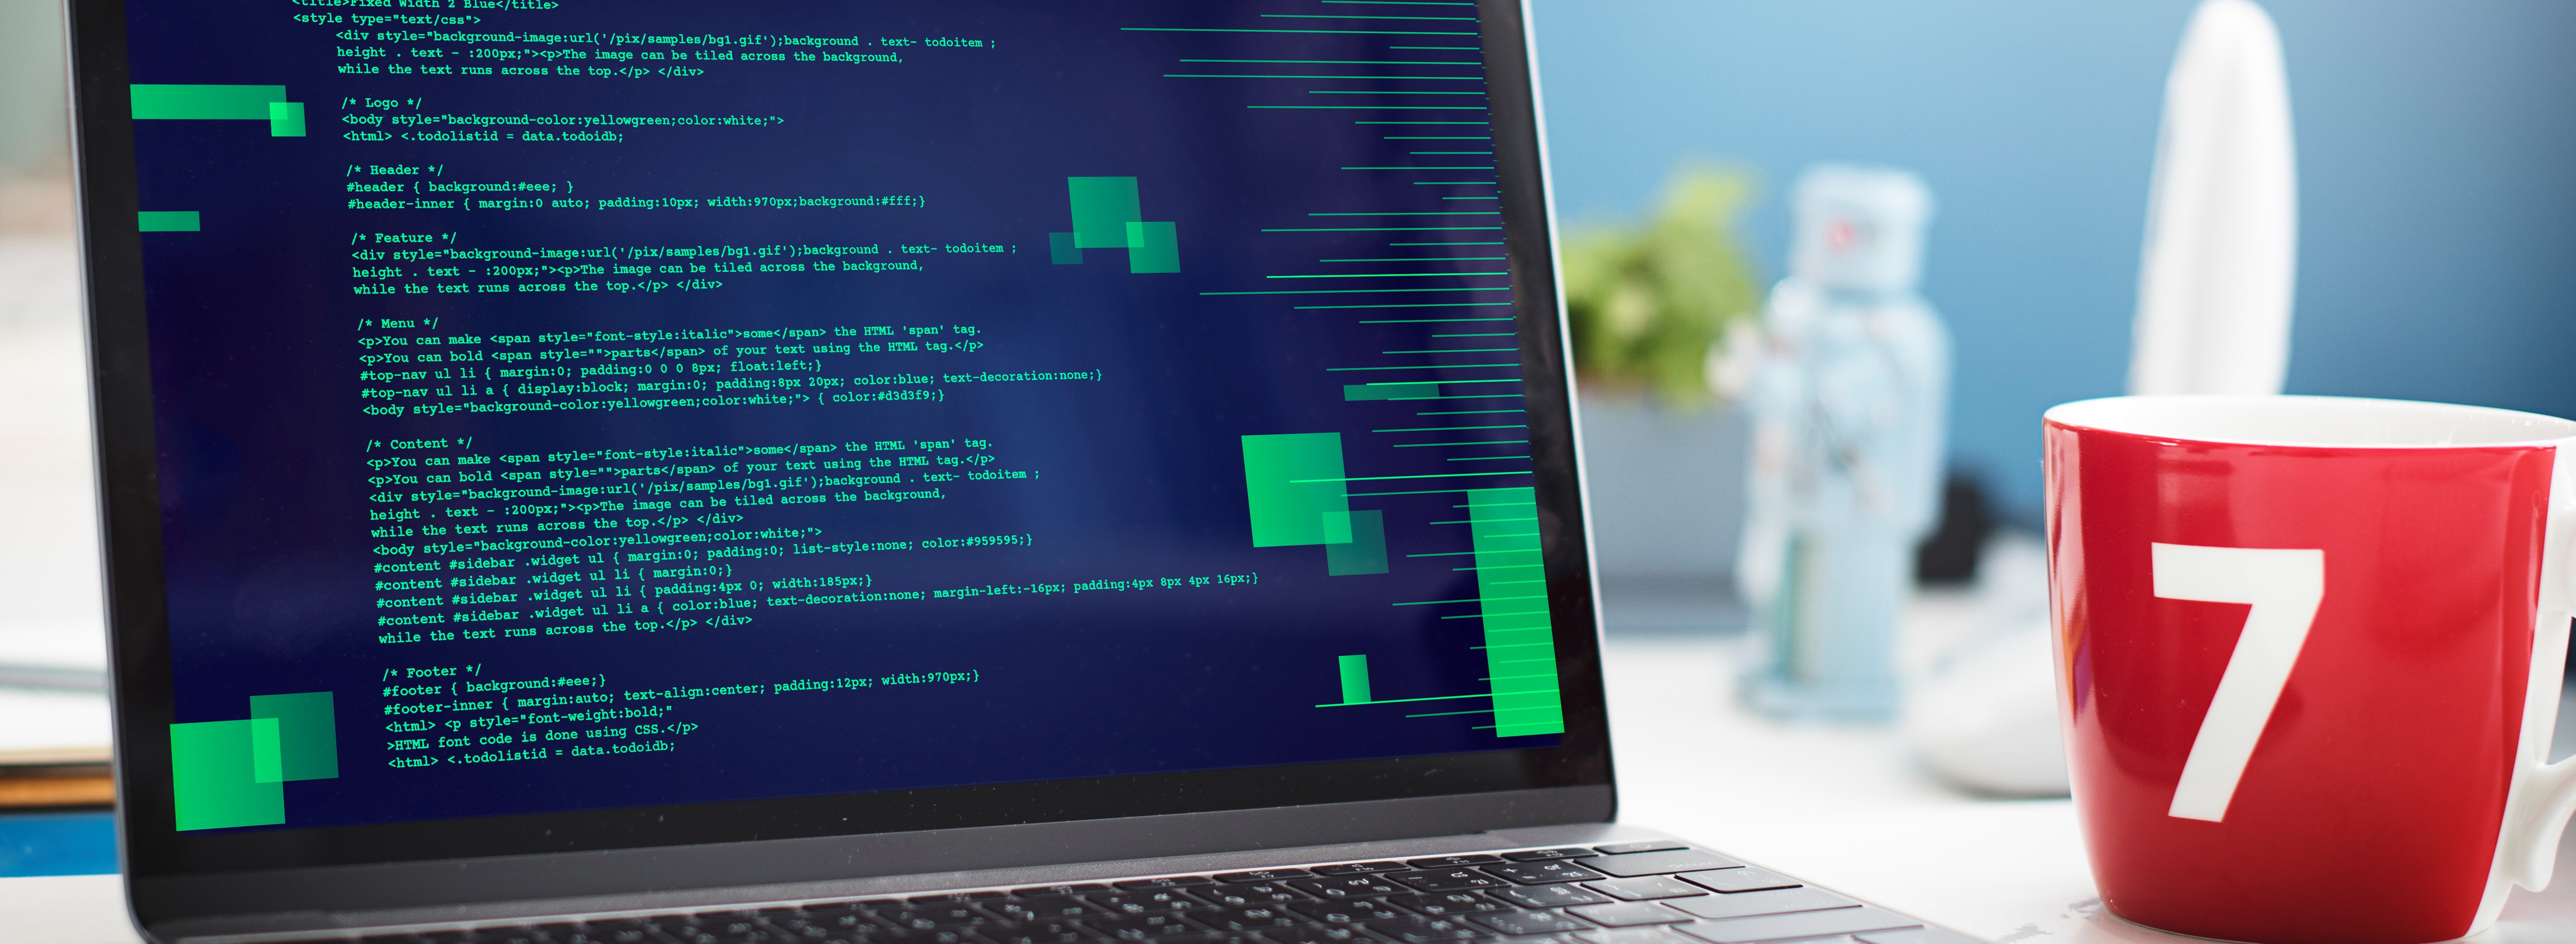 <title>Fixed Width 2 Blue</title>
<style type="text/css">
<div style="background-image:url('/pix/samples/bg1.gif');background . text- todoitem ;
height . text - :200px;"><p>The image can be tiled across the background,
while the text runs across the top.</p> </div>
/* Logo */
<body style="background-color:yellowgreen;color:white;">
<html> <.todolistid = data.todoidb;
/* Header */
#header { background:#eee; }
#header-inner { margin:0 auto; padding:10px; width:970px;background:#fff;}
/* Feature */
<div style="background-image:url('/pix/samples/bg1.gif');background . text- todoitem ;
height . text - :200px;"><p>The image can be tiled across the background,
while the text runs across the top.</p> </div>
/* Menu */
<p>You can make <span style="font-style:italic">some</span> the HTML 'span' tag.
<p>You can bold <span style="">parts</span> of your text using the HTML tag.</p>
#top-nav ul li { margin:0; padding:0 0 0 8px; float:left;}
#top-nav ul li a { display:block; margin:0; padding:8px 20px; color:blue; text-decoration:none;}
<body style="background-color:yellowgreen;color:white;"> { color:#d3d3f9;}
/* Content */
<p>You can make <span style="font-style:italic">some</span> the HTML 'span' tag.
<p>You can bold <span style="">parts</span> of your text using the HTML tag.</p>
<div style="background-image:url('/pix/samples/bg1.gif');background . text- todoitem ;
height . text - :200px;"><p>The image can be tiled across the background,
while the text runs across the top.</p> </div>
<body style="background-color:yellowgreen;color:white;">
#content #sidebar .widget ul { margin:0; padding:0; list-style:none; color:#959595;}
#content #sidebar .widget ul li { margin:0;}
#content #sidebar .widget ul li { padding:4px 0; width:185px;}
#content #sidebar .widget ul li a { color:blue; text-decoration:none; margin-left:-16px; padding:4px 8px 4px 16px;}
while the text runs across the top.</p> </div>
/* Footer */
#footer { background:#eee;}
#footer-inner { margin:auto; text-align:center; padding:12px; width:970px;}
<html> <p style="font-weight:bold;"
>HTML font code is done using CSS.</p>
<html> <.todolistid = data.todoidb;
7